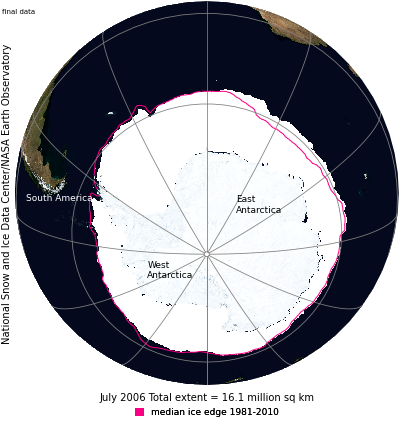 final data
National Snow and Ice Data Center/NASA Earth Observatory
South America
East
Antarctica
West
Antarctica
July 2006 Total extent = 16.1 million sq km
median ice edge 1981-2010